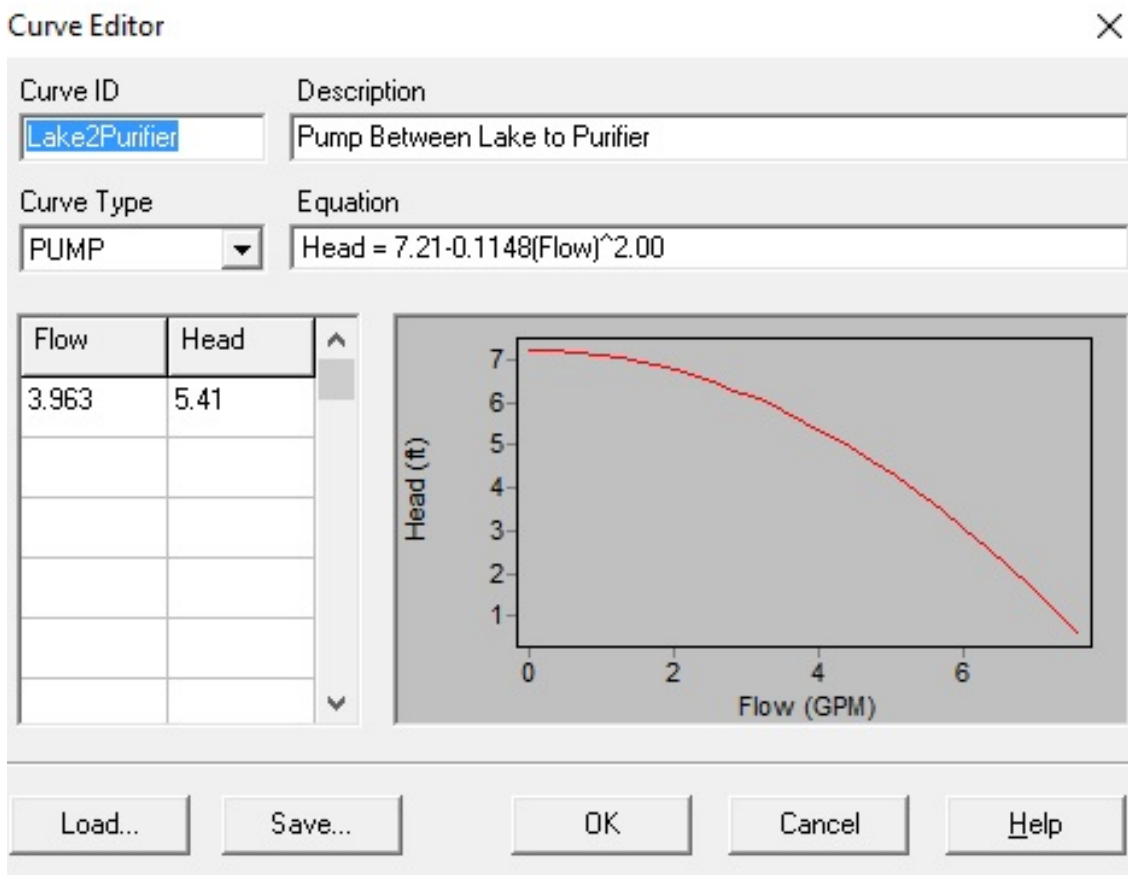 Curve Editor
Curve ID Description
Lake2Purifier Pump Between Lake to Purifier
Curve Type Equation
PUMP Head = 7.21-0.1148(Flow)^2.00
Flow Head
3.963 5.41
7
6
5
4
3
2
1
Head (ft)
0 2 4 6
Flow (GPM)
Load... Save... OK Cancel Help